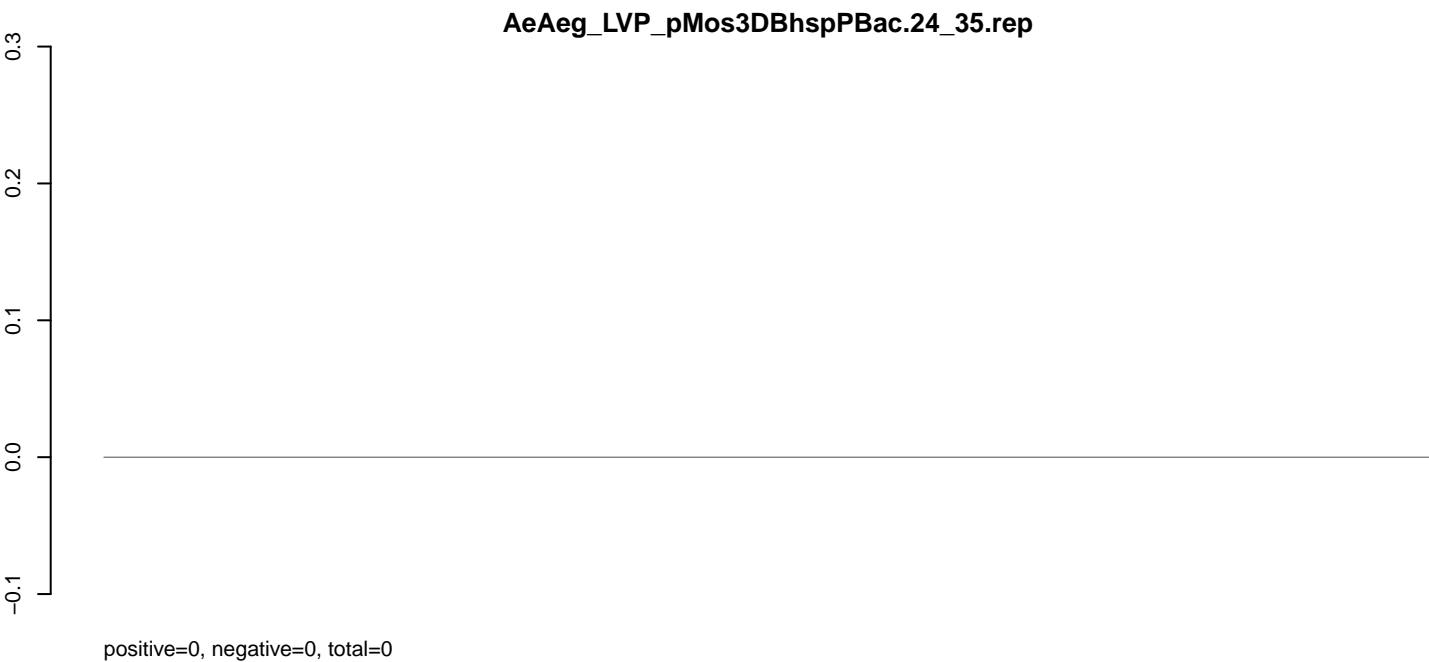 AeAeg_LVP_pMos3DBhspPBac.24_35.rep
0.3
0.2
0.1
0.0
−0.1
positive=0, negative=0, total=0